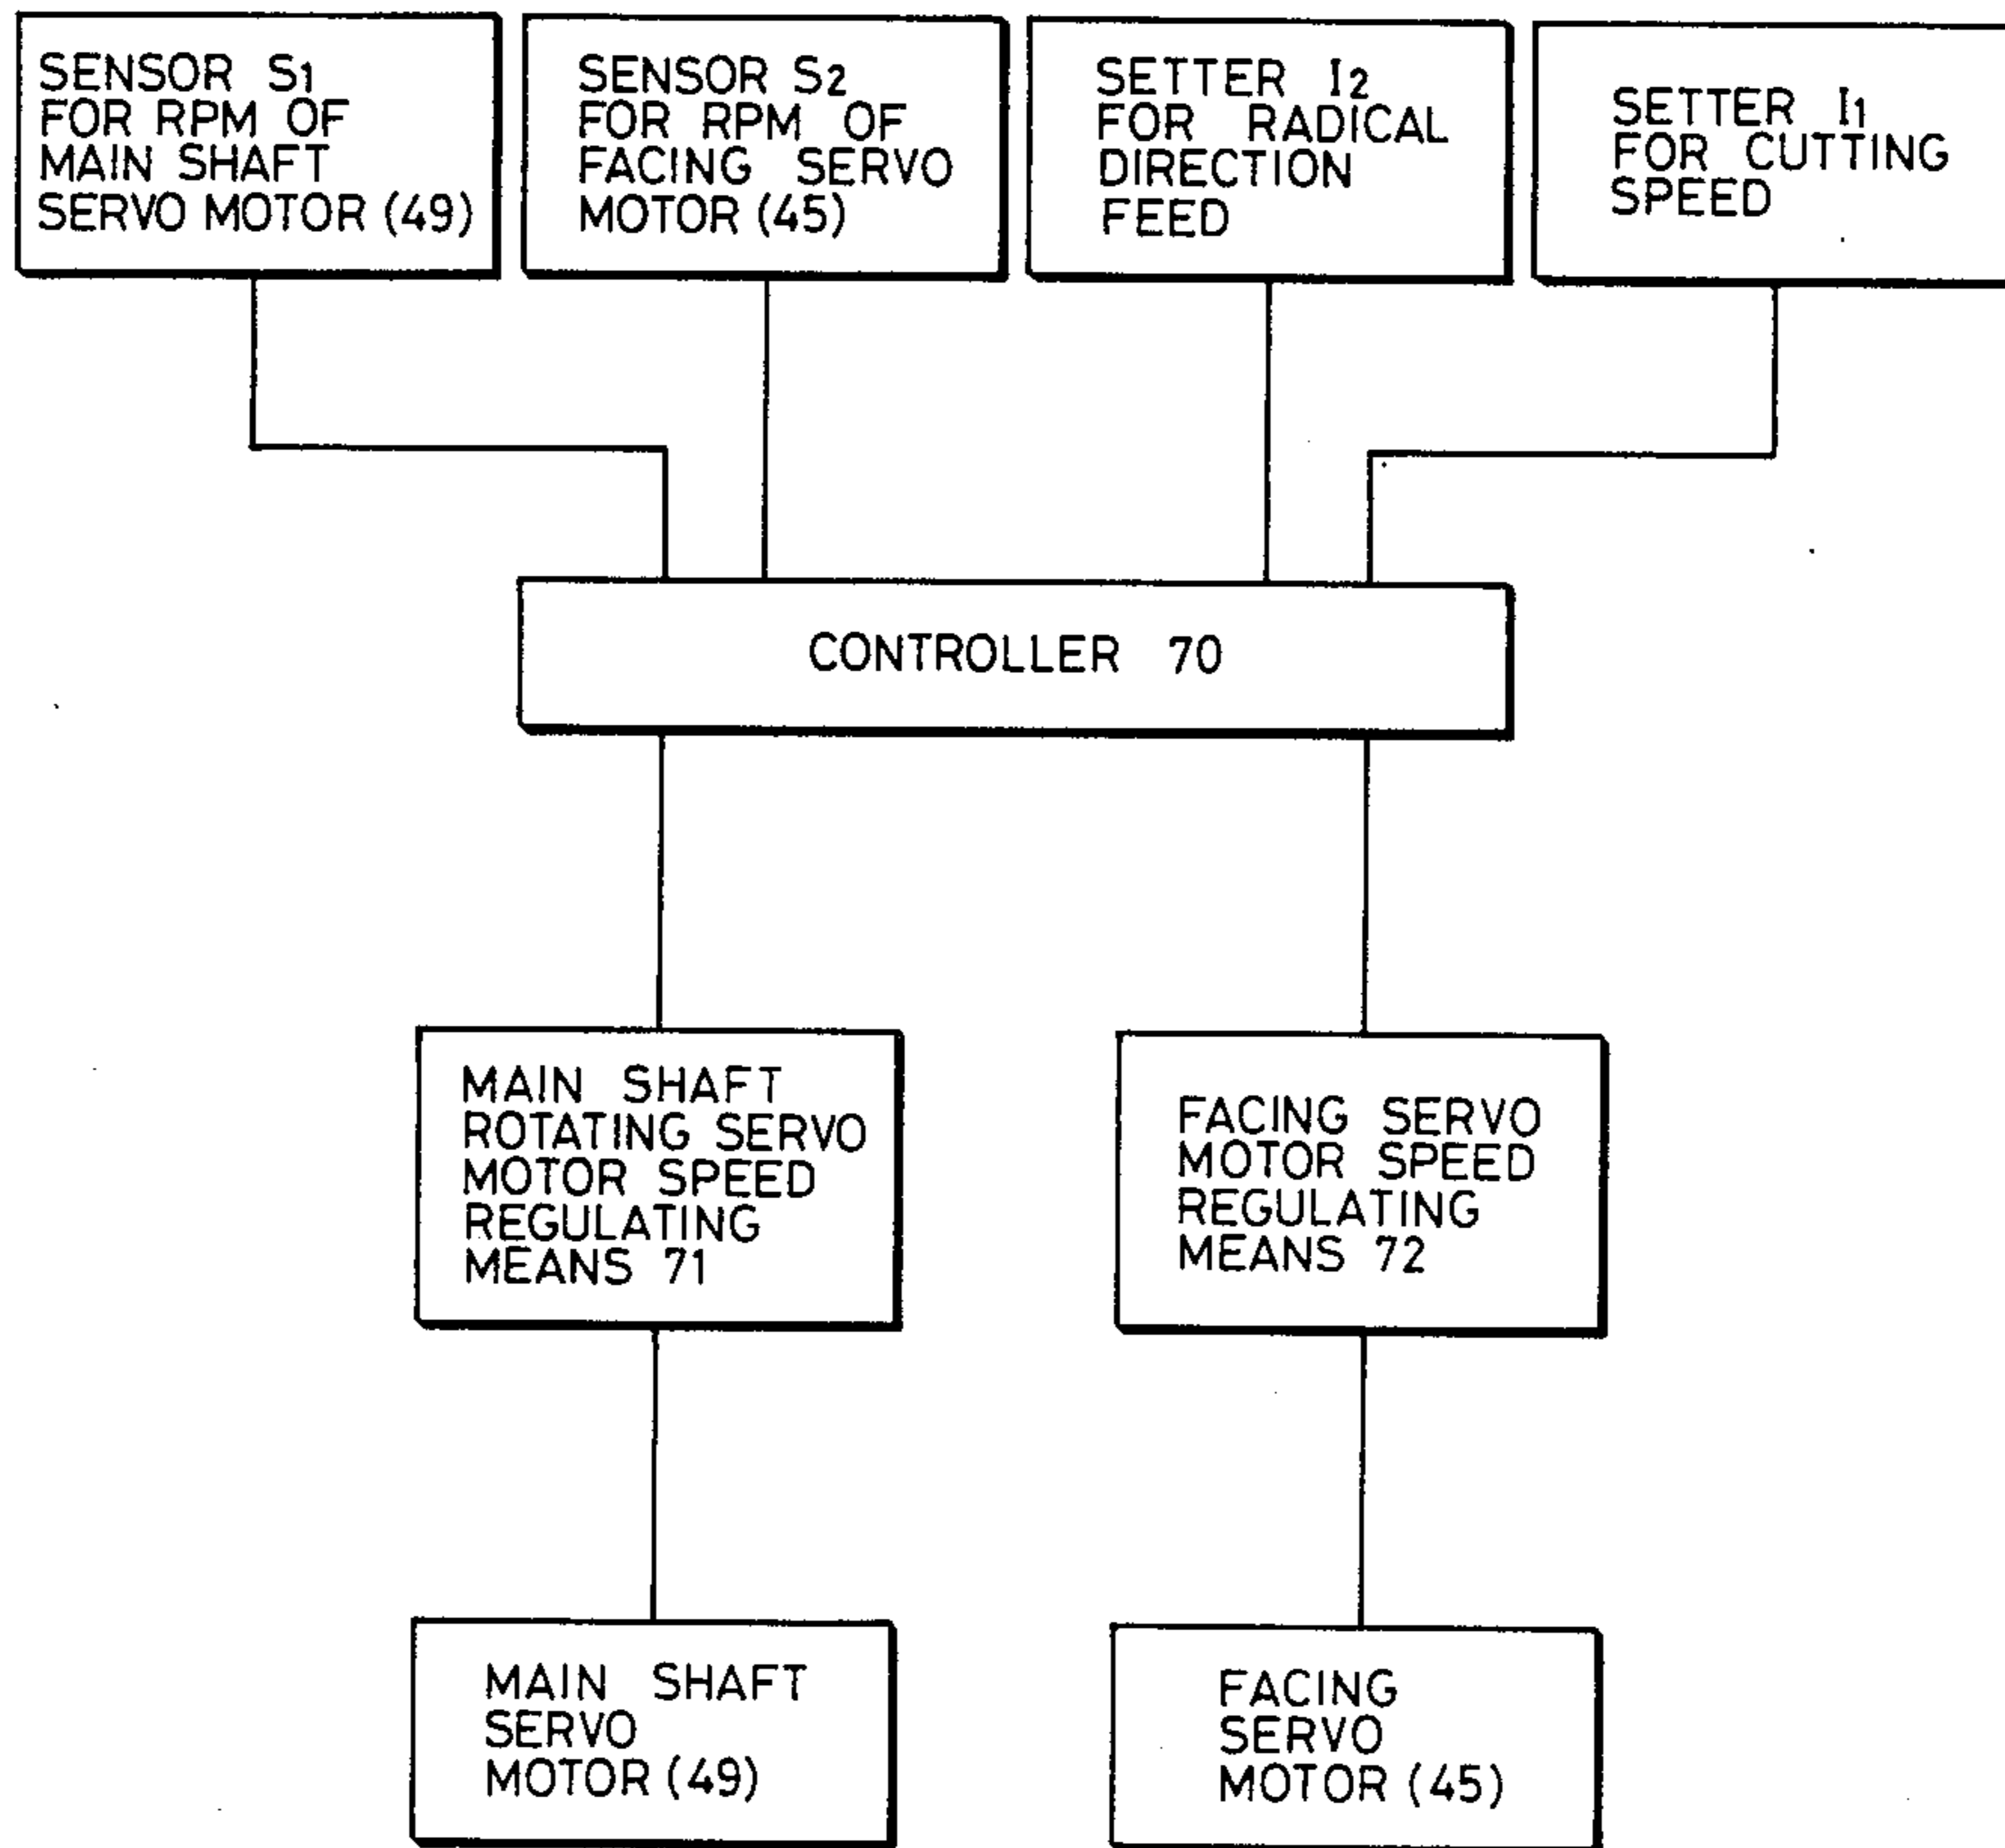 SENSOR S1
FOR RPM OF
MAIN SHAFT
SERVO MOTOR (49)
SENSOR S2
FOR RPM OF
FACING SERVO
MOTOR (45)
SETTER I2
FOR RADICAL
DIRECTION
FEED
SETTER I1
FOR CUTTING
SPEED
CONTROLLER 70
MAIN SHAFT
ROTATING SERVO
MOTOR SPEED
REGULATING
MEANS 71
FACING SERVO
MOTOR SPEED
REGULATING
MEANS 72
MAIN SHAFT
SERVO
MOTOR (49)
FACING
SERVO
MOTOR (45)